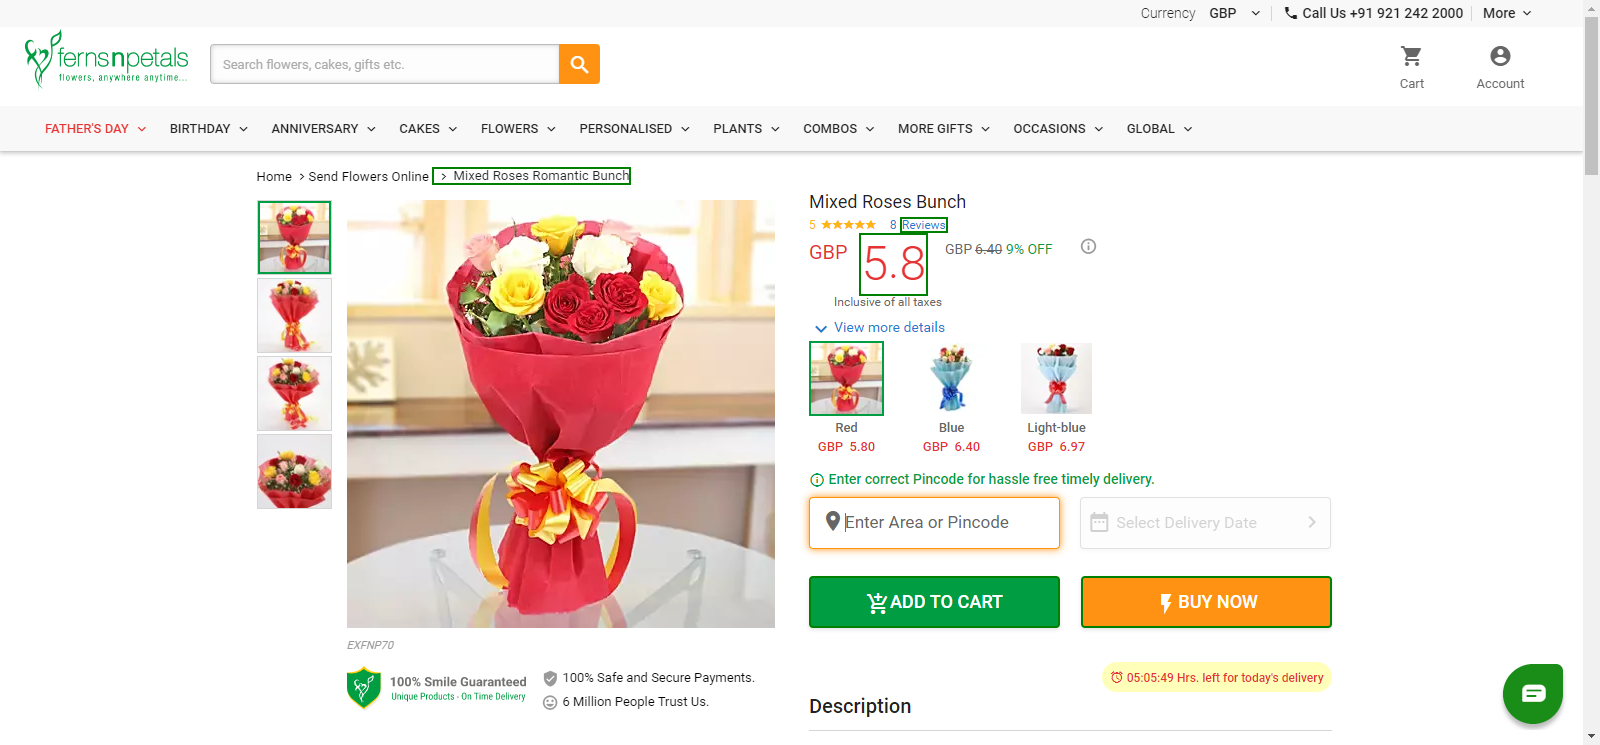 Currency GBP Call Us +91 921 242 2000 More
fernsnpetals
flowers, anywhere anytime...
Search flowers, cakes, gifts etc.
Cart
Account
FATHER'S DAY BIRTHDAY ANNIVERSARY CAKES FLOWERS PERSONALISED PLANTS COMBOS MORE GIFTS OCCASIONS GLOBAL
Home > Send Flowers Online > Mixed Roses Romantic Bunch
Mixed Roses Bunch
5 ★★★★★ 8 Reviews
GBP 5.8 GBP 6.40 9% OFF
Inclusive of all taxes
View more details
Red Blue Light-blue
GBP 5.80 GBP 6.40 GBP 6.97
Enter correct Pincode for hassle free timely delivery.
Enter Area or Pincode
Select Delivery Date
ADD TO CART
BUY NOW
EXFNP70
100% Smile Guaranteed
Unique Products - On Time Delivery
100% Safe and Secure Payments.
6 Million People Trust Us.
05:05:49 Hrs. left for today's delivery
Description